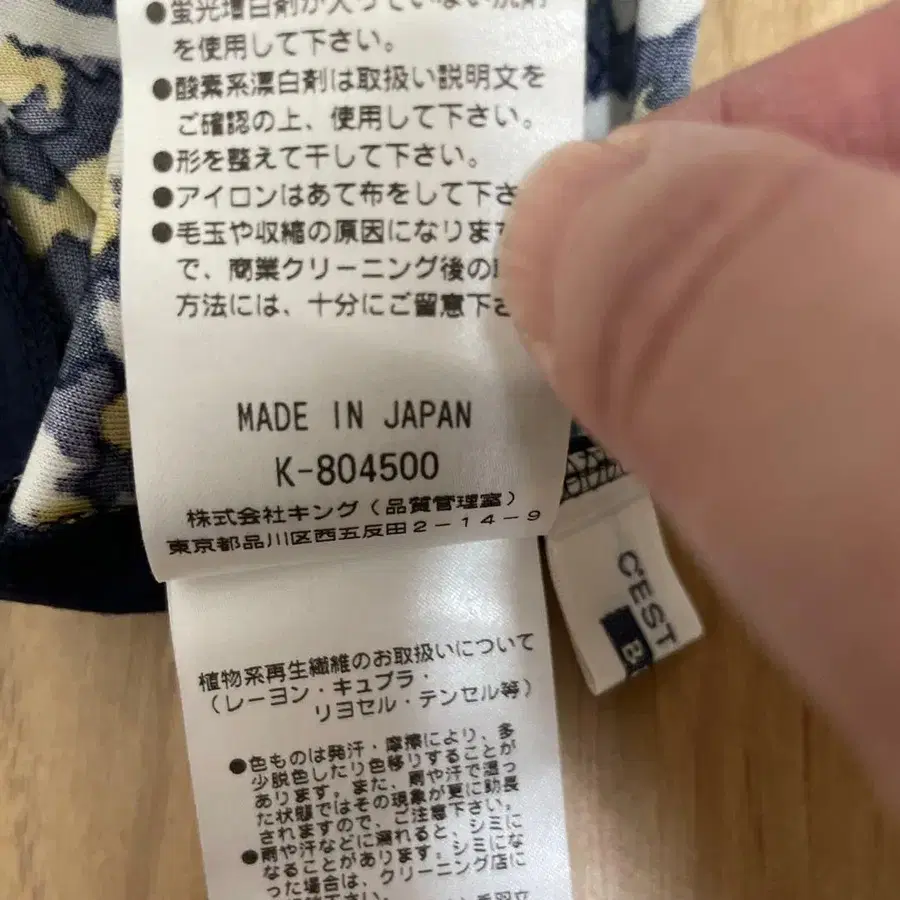 ●蛍光増白剤が入っていない洗剤
を使用して下さい。
●酸素系漂白剤は取扱い説明文を
ご確認の上、使用して下さい。
●形を整えて干して下さい。
●アイロンはあて布をして下さ
●毛玉や収縮の原因になりま
で、商業クリーニング後の
方法には、十分にご留意下さ
MADE IN JAPAN
K-804500
株式会社キング(品質管理室)
東京都品川区西五反田2-14-9
C'EST
植物系再生繊維のお取扱いについて
(レーヨン・キュプラ・
リヨセル・テンセル等)
●色ものは発汗・摩擦により、多
少脱色したり色移りすることが
あります。また、雨や汗で湿っ
た状態ではその現象が更に助長
されますので、ご注意下さい。
●雨や汗などに濡れると、シミに
なることがあります。シミにな
った場合は、クリーニング店に